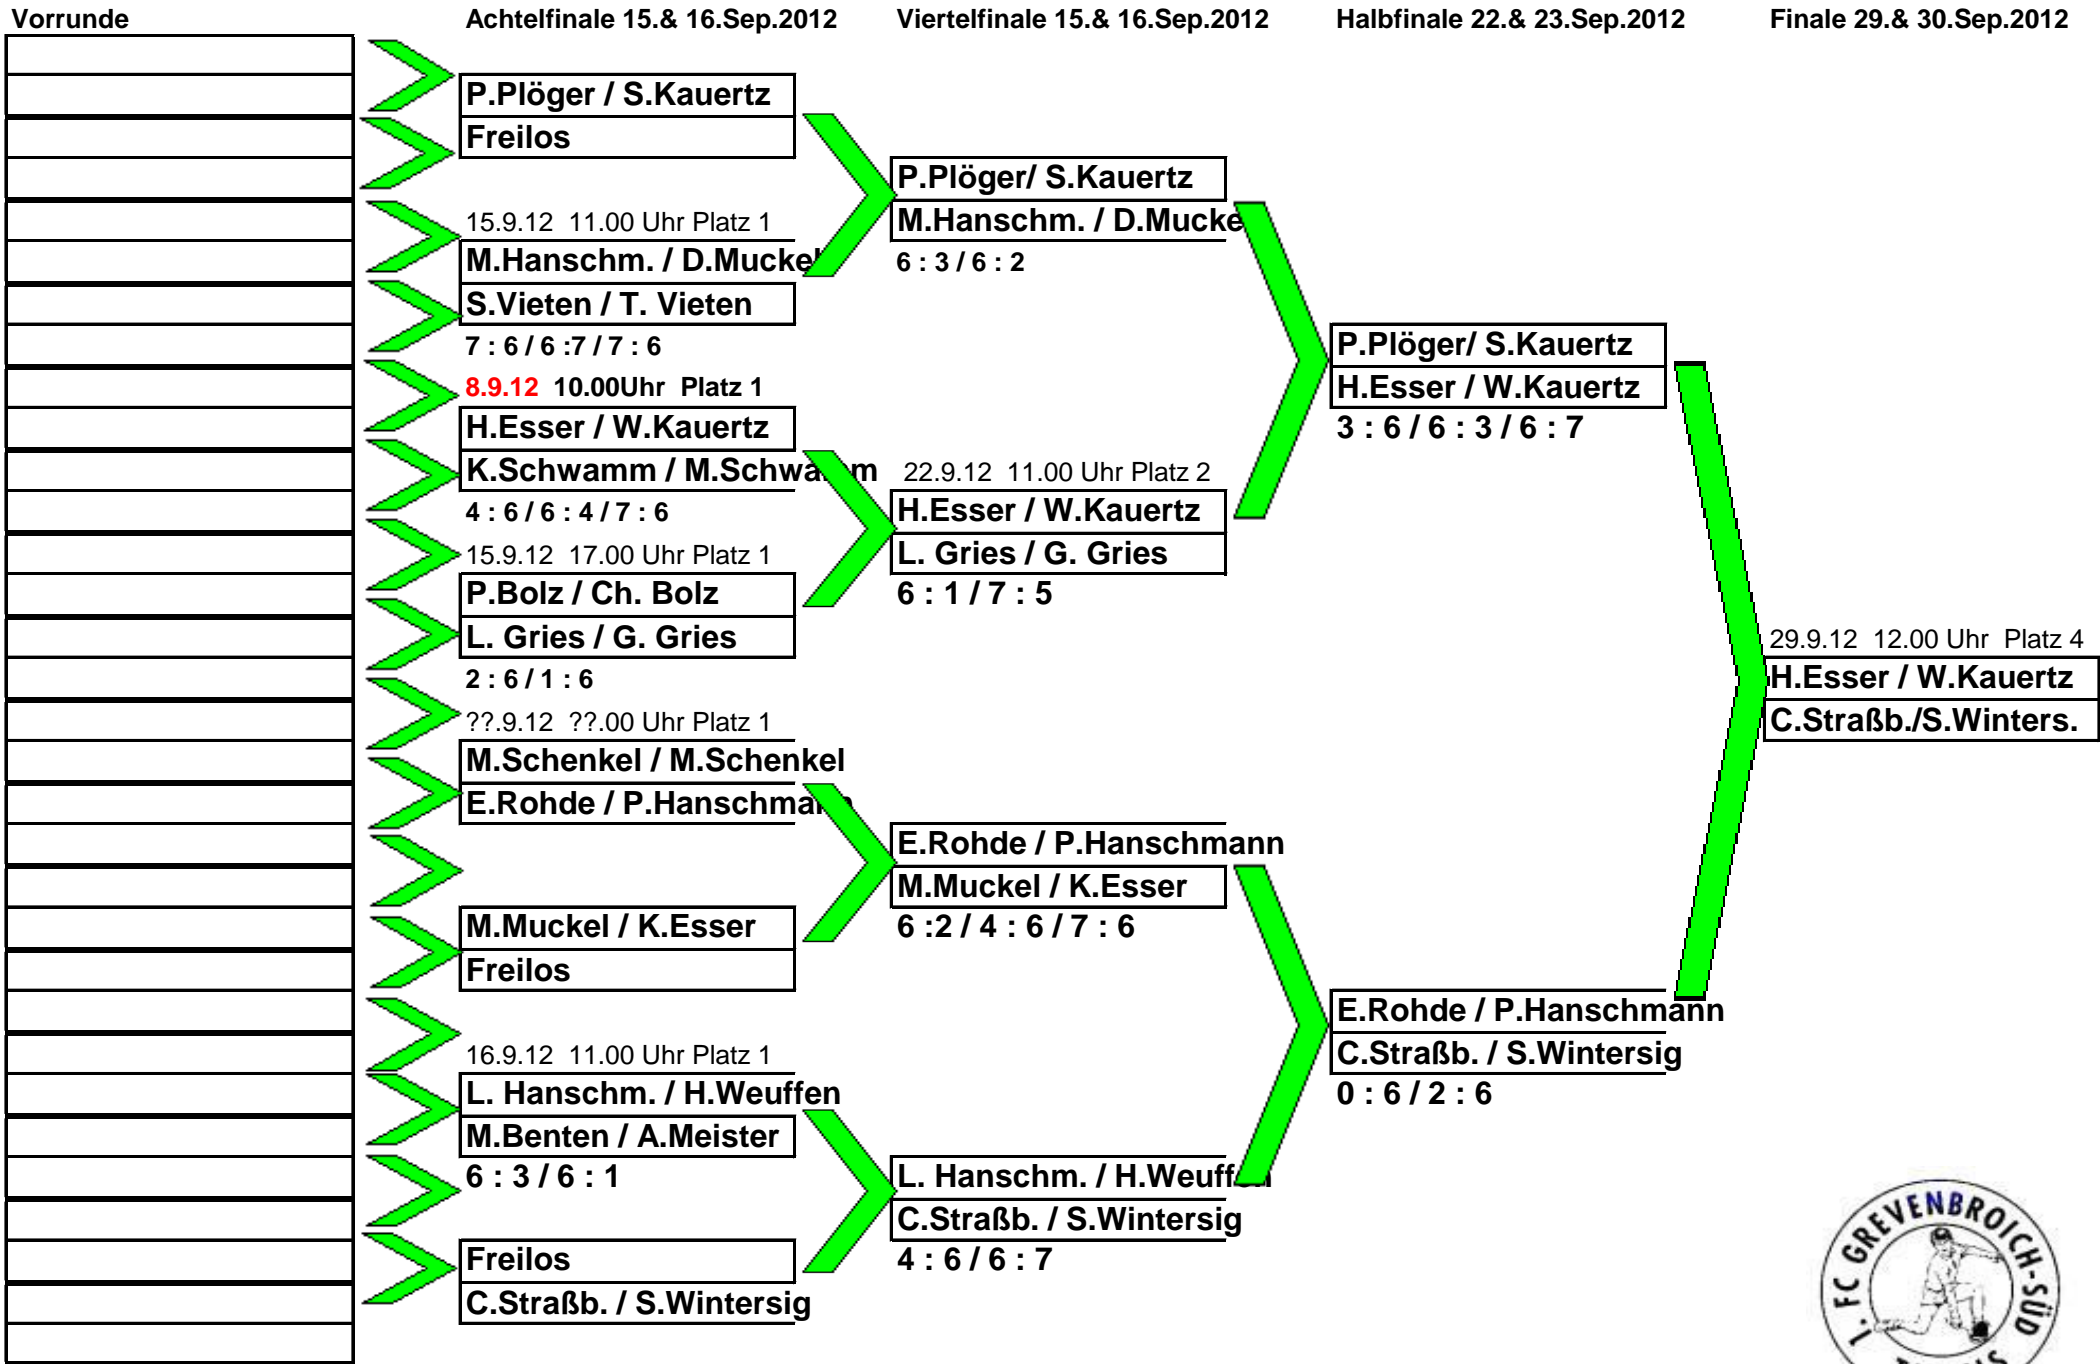 Vorrunde
Achtelfinale 15.& 16.Sep.2012
Viertelfinale 15.& 16.Sep.2012
Halbfinale 22.& 23.Sep.2012
Finale 29.& 30.Sep.2012
P.Plöger / S.Kauertz
Freilos
15.9.12 11.00 Uhr Platz 1
M.Hanschm. / D.Muckel
S.Vieten / T. Vieten
7 : 6 / 6 :7 / 7 : 6
8.9.12 10.00Uhr Platz 1
H.Esser / W.Kauertz
K.Schwamm / M.Schwamm
4 : 6 / 6 : 4 / 7 : 6
15.9.12 17.00 Uhr Platz 1
P.Bolz / Ch. Bolz
L. Gries / G. Gries
2 : 6 / 1 : 6
??.9.12 ??.00 Uhr Platz 1
M.Schenkel / M.Schenkel
E.Rohde / P.Hanschmann
M.Muckel / K.Esser
Freilos
16.9.12 11.00 Uhr Platz 1
L. Hanschm. / H.Weuffen
M.Benten / A.Meister
6 : 3 / 6 : 1
Freilos
C.Straßb. / S.Wintersig
P.Plöger/ S.Kauertz
M.Hanschm. / D.Mucke
6 : 3 / 6 : 2
22.9.12 11.00 Uhr Platz 2
H.Esser / W.Kauertz
L. Gries / G. Gries
6 : 1 / 7 : 5
E.Rohde / P.Hanschmann
M.Muckel / K.Esser
6 :2 / 4 : 6 / 7 : 6
L. Hanschm. / H.Weuffen
C.Straßb. / S.Wintersig
4 : 6 / 6 : 7
P.Plöger/ S.Kauertz
H.Esser / W.Kauertz
3 : 6 / 6 : 3 / 6 : 7
E.Rohde / P.Hanschmann
C.Straßb. / S.Wintersig
0 : 6 / 2 : 6
29.9.12 12.00 Uhr Platz 4
H.Esser / W.Kauertz
C.Straßb./S.Winters.
1. FC GREVENBROICH-SÜD